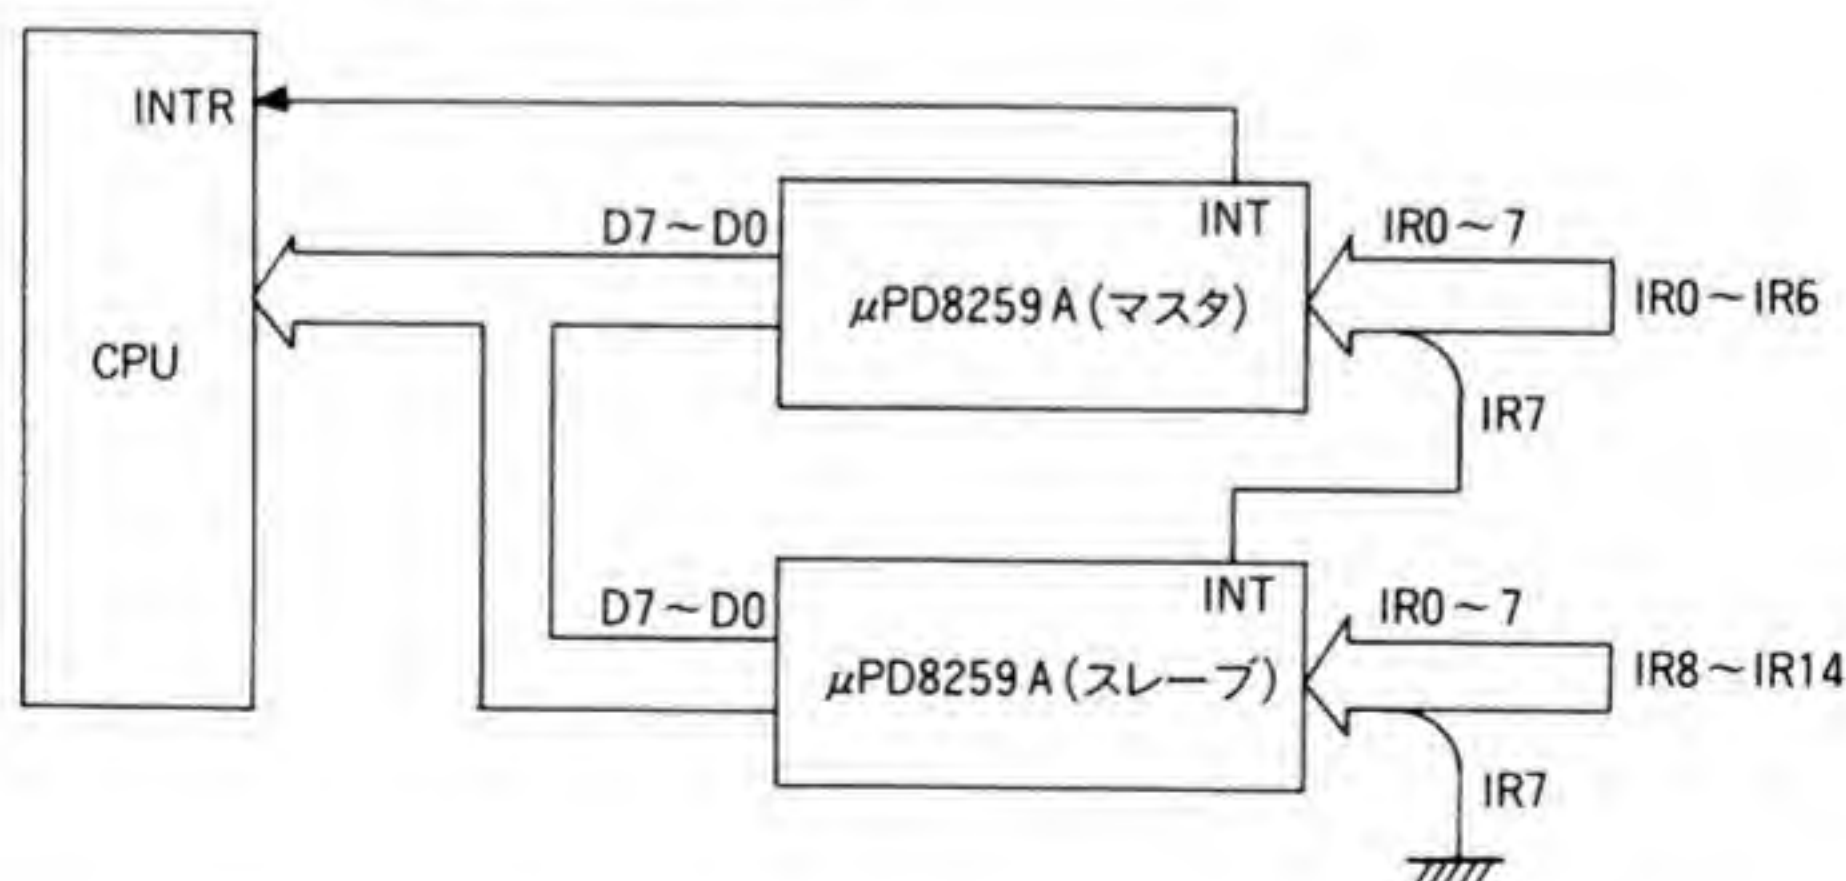 INTR
CPU
D7～D0
INT
μPD8259A(マスタ)
IR0～7
IR0～IR6
IR7
D7～D0
INT
μPD8259A(スレーブ)
IR0～7
IR8～IR14
IR7